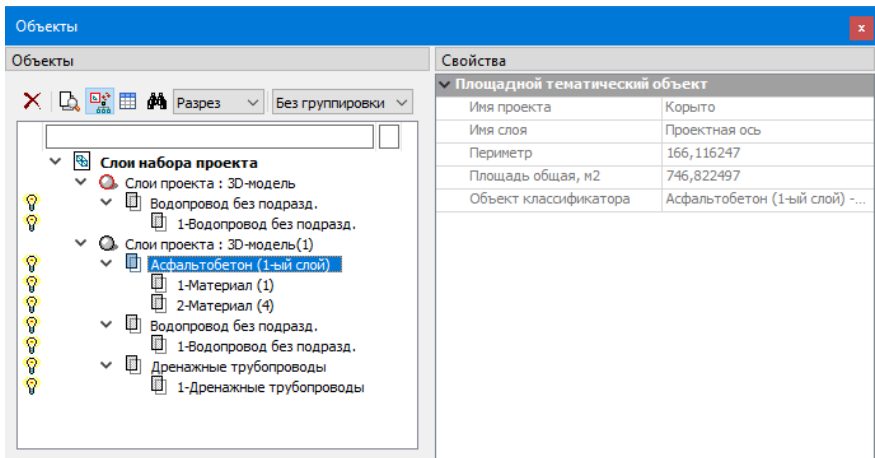 Объекты
x
Объекты
Разрез
Без группировки
Слои набора проекта
Слои проекта : 3D-модель
Водопровод без подразд.
1-Водопровод без подразд.
Слои проекта : 3D-модель(1)
Асфальтобетон (1-ый слой)
1-Материал (1)
2-Материал (4)
Водопровод без подразд.
1-Водопровод без подразд.
Дренажные трубопроводы
1-Дренажные трубопроводы
Свойства
Площадной тематический объект
Имя проекта Корыто
Имя слоя Проектная ось
Периметр 166,116247
Площадь общая, м2 746,822497
Объект классификатора Асфальтобетон (1-ый слой) -...